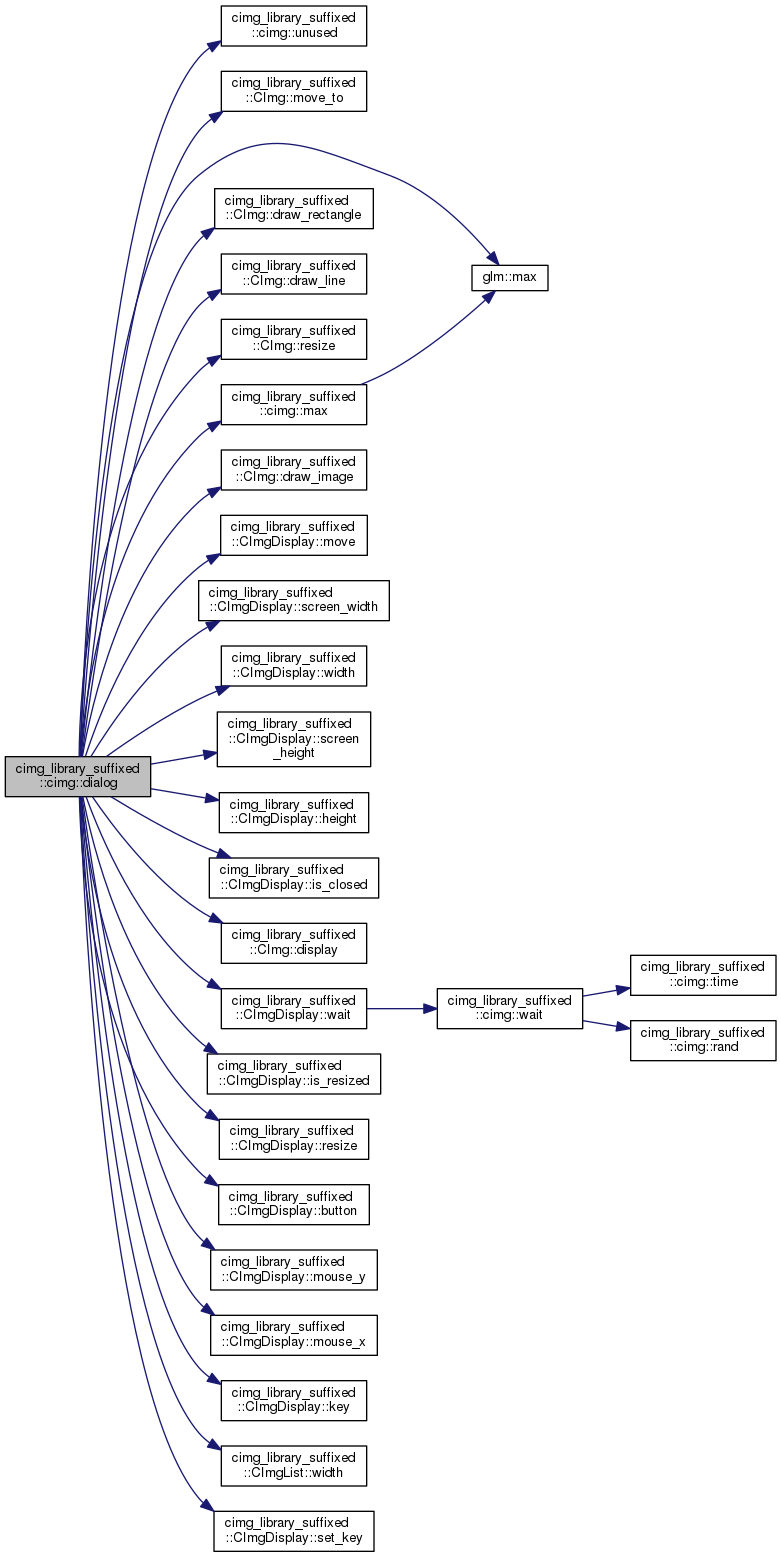 cimg_library_suffixed
::cimg::unused
cimg_library_suffixed
::CImg::move_to
cimg_library_suffixed
::CImg::draw_rectangle
cimg_library_suffixed
::CImg::draw_line
glm::max
cimg_library_suffixed
::CImg::resize
cimg_library_suffixed
::cimg::max
cimg_library_suffixed
::CImg::draw_image
cimg_library_suffixed
::CImgDisplay::move
cimg_library_suffixed
::CImgDisplay::screen_width
cimg_library_suffixed
::CImgDisplay::width
cimg_library_suffixed
::CImgDisplay::screen
_height
cimg_library_suffixed
::cimg::dialog
cimg_library_suffixed
::CImgDisplay::height
cimg_library_suffixed
::CImgDisplay::is_closed
cimg_library_suffixed
::CImg::display
cimg_library_suffixed
::CImgDisplay::wait
cimg_library_suffixed
::cimg::wait
cimg_library_suffixed
::cimg::time
cimg_library_suffixed
::cimg::rand
cimg_library_suffixed
::CImgDisplay::is_resized
cimg_library_suffixed
::CImgDisplay::resize
cimg_library_suffixed
::CImgDisplay::button
cimg_library_suffixed
::CImgDisplay::mouse_y
cimg_library_suffixed
::CImgDisplay::mouse_x
cimg_library_suffixed
::CImgDisplay::key
cimg_library_suffixed
::CImgList::width
cimg_library_suffixed
::CImgDisplay::set_key